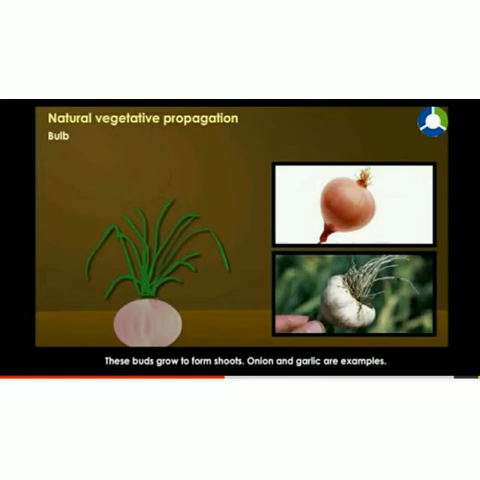 Natural vegetative propagation
Bulb
These buds grow to form shoots. Onion and garlic are examples.